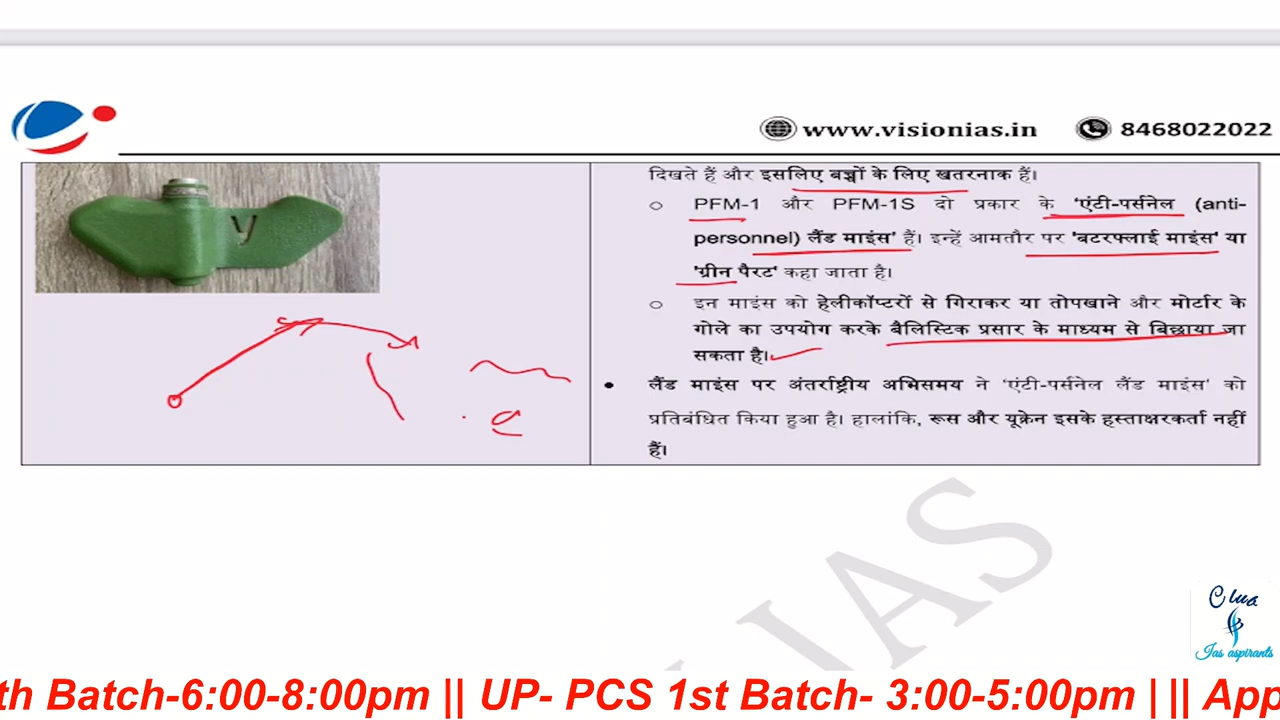 www.visionias.in
8468022022
दिखते हैं और इसलिए बच्चों के लिए खतरनाक हैं।
y
○ PFM-1 और PFM-1S दो प्रकार के 'एंटी-पर्सनेल (anti-
personnel) लैंड माइंस' हैं। इन्हें आमतौर पर 'बटरफ्लाई माइंस' या
'ग्रीन पैरट' कहा जाता है।
○ इन माइंस को हेलीकॉप्टरों से गिराकर या तोपखाने और मोर्टार के
गोले का उपयोग करके बैलिस्टिक प्रसार के माध्यम से बिछाया जा
सकता है।
● लैंड माइंस पर अंतर्राष्ट्रीय अभिसमय ने 'एंटी-पर्सनेल लैंड माइंस' को
प्रतिबंधित किया हुआ है। हालांकि, रूस और यूक्रेन इसके हस्ताक्षरकर्ता नहीं
हैं।
IAS
Clue
Ias aspirants
th Batch-6:00-8:00pm || UP- PCS 1st Batch- 3:00-5:00pm | || App